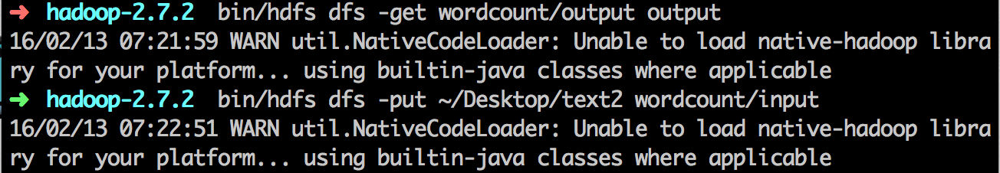 ➜ hadoop-2.7.2 bin/hdfs dfs -get wordcount/output output
16/02/13 07:21:59 WARN util.NativeCodeLoader: Unable to load native-hadoop libra
ry for your platform... using builtin-java classes where applicable
➜ hadoop-2.7.2 bin/hdfs dfs -put ~/Desktop/text2 wordcount/input
16/02/13 07:22:51 WARN util.NativeCodeLoader: Unable to load native-hadoop libra
ry for your platform... using builtin-java classes where applicable